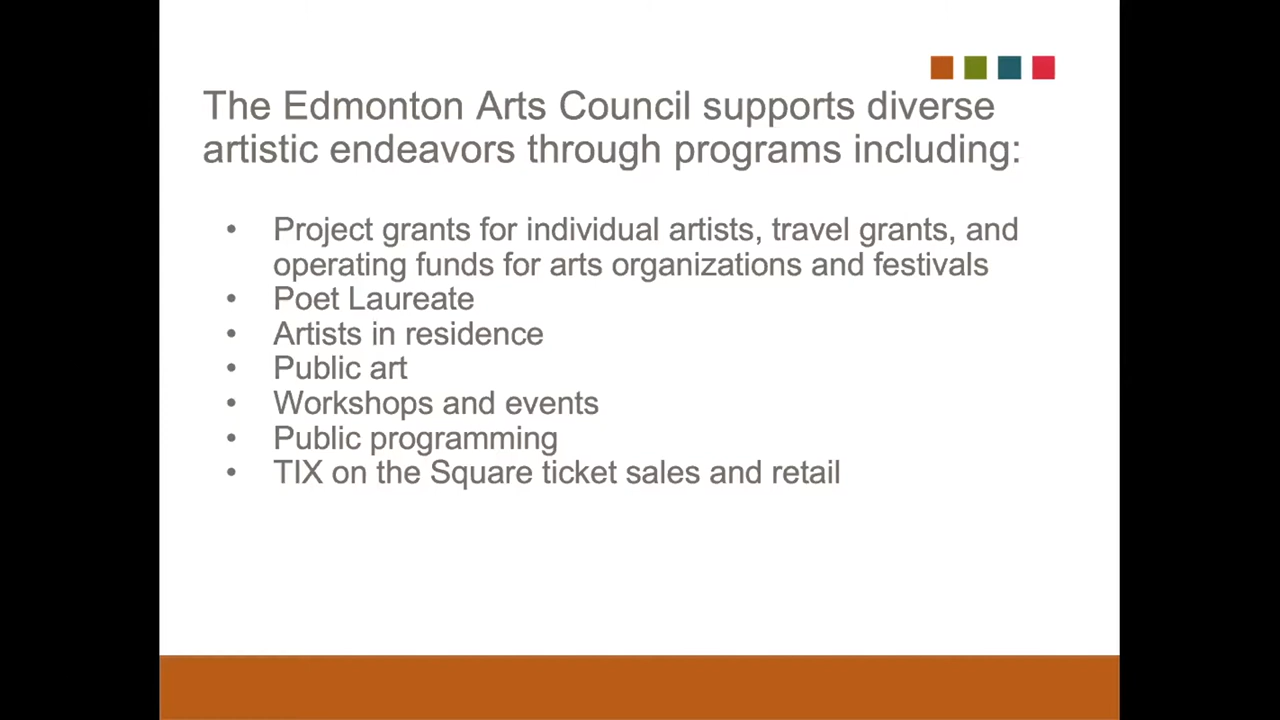 The Edmonton Arts Council supports diverse
artistic endeavors through programs including:
• Project grants for individual artists, travel grants, and
operating funds for arts organizations and festivals
• Poet Laureate
• Artists in residence
• Public art
• Workshops and events
• Public programming
• TIX on the Square ticket sales and retail